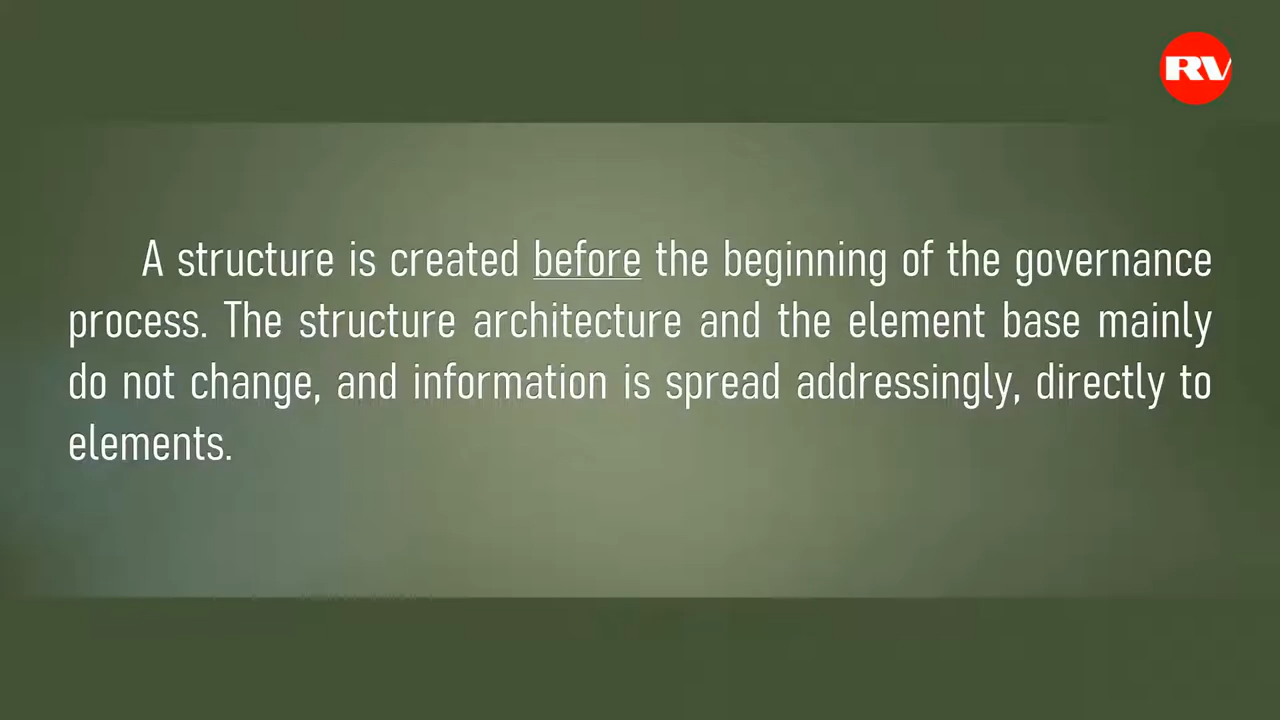 RV
A structure is created before the beginning of the governance
process. The structure architecture and the element base mainly
do not change, and information is spread addressingly, directly to
elements.